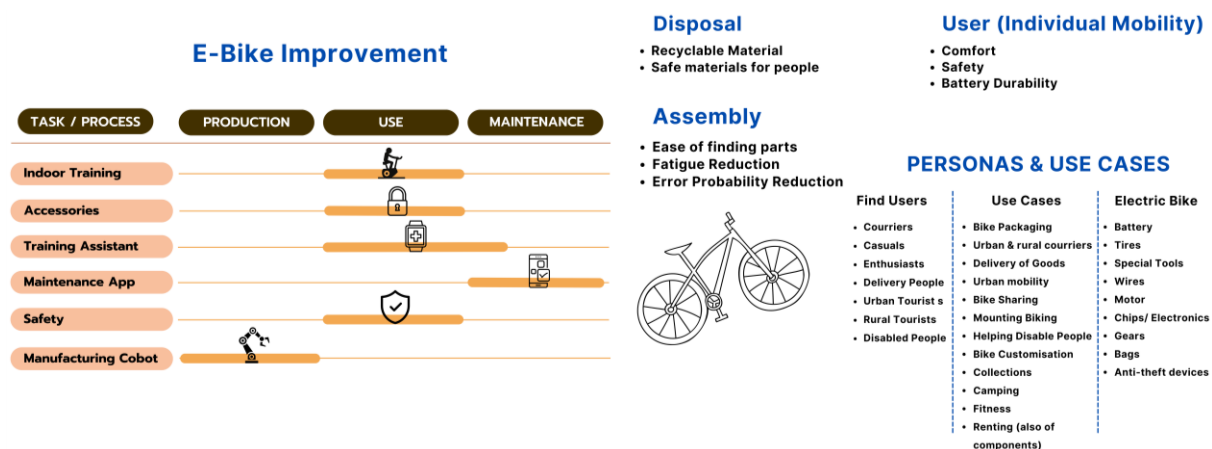 E-Bike Improvement
TASK / PROCESS
PRODUCTION
USE
MAINTENANCE
Indoor Training
Accessories
Training Assistant
Maintenance App
Safety
Manufacturing Cobot
Disposal
• Recyclable Material
• Safe materials for people
Assembly
• Ease of finding parts
• Fatigue Reduction
• Error Probability Reduction
User (Individual Mobility)
• Comfort
• Safety
• Battery Durability
PERSONAS & USE CASES
Find Users
• Courriers
• Casuals
• Enthusiasts
• Delivery People
• Urban Tourist s
• Rural Tourists
• Disabled People
Use Cases
• Bike Packaging
• Urban & rural courriers
• Delivery of Goods
• Urban mobility
• Bike Sharing
• Mounting Biking
• Helping Disable People
• Bike Customisation
• Collections
• Camping
• Fitness
• Renting (also of
components)
Electric Bike
• Battery
• Tires
• Special Tools
• Wires
• Motor
• Chips/ Electronics
• Gears
• Bags
• Anti-theft devices